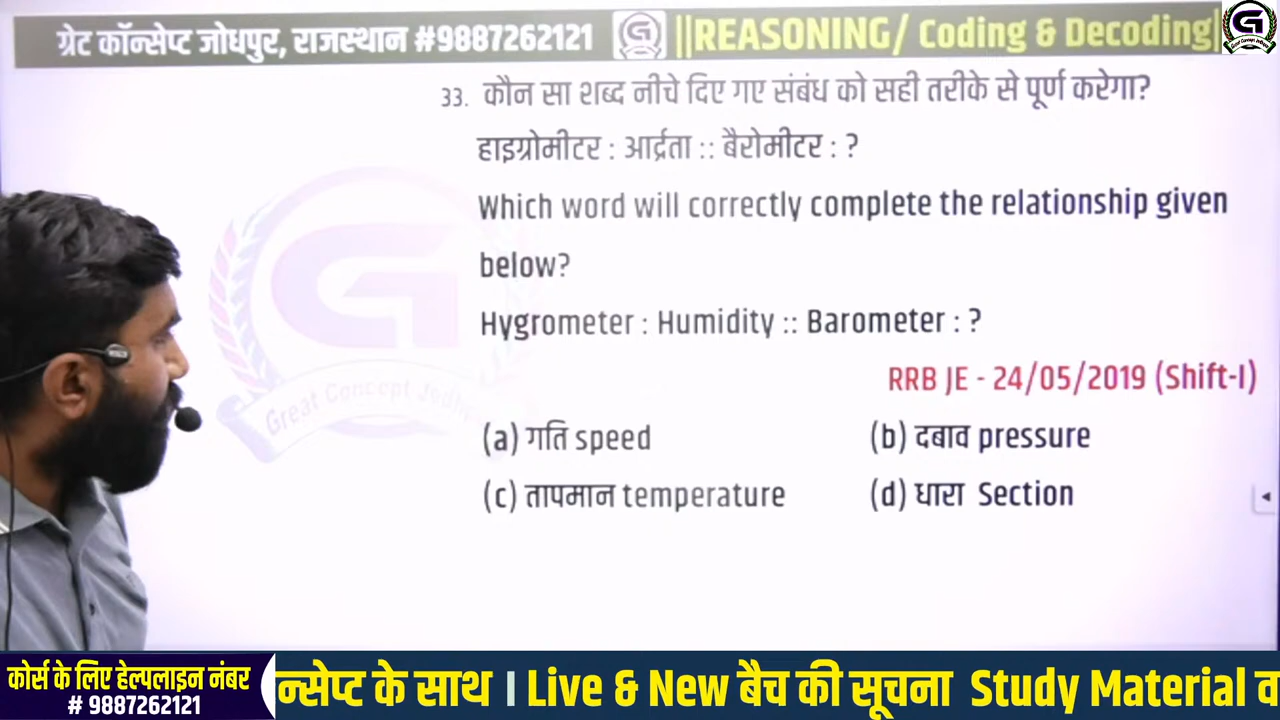 ग्रेट कॉन्सेप्ट जोधपुर, राजस्थान #9887262121 ||REASONING/ Coding & Decoding|
33. कौन सा शब्द नीचे दिए गए संबंध को सही तरीके से पूर्ण करेगा?
हाइग्रोमीटर : आर्द्रता :: बैरोमीटर : ?
Which word will correctly complete the relationship given
below?
Hygrometer : Humidity :: Barometer : ?
RRB JE - 24/05/2019 (Shift-I)
(a) गति speed (b) दबाव pressure
(c) तापमान temperature (d) धारा Section
Great Concept
कोर्स के लिए हेल्पलाइन नंबर
# 9887262121
न्सेप्ट के साथ । Live & New बैच की सूचना Study Material व